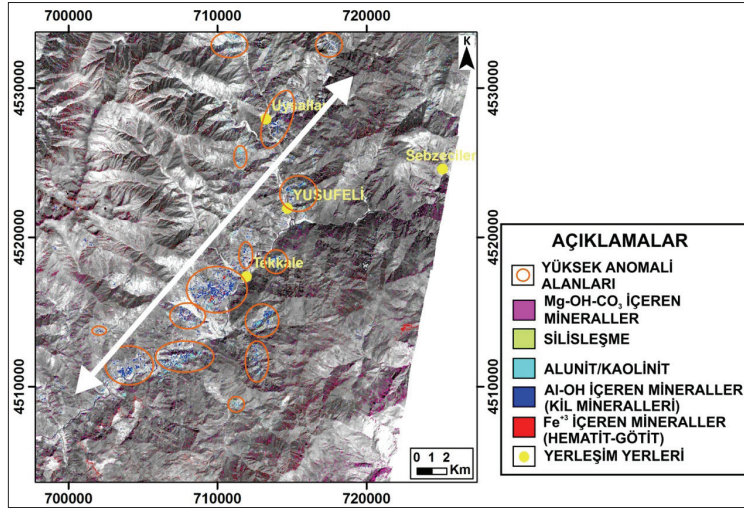 700000 710000 720000
K
4530000 4530000
Uysallar
Sebzeciler
YUSUFELİ
4520000 4520000
Tekkale
4510000 4510000
0 1 2
Km
700000 710000 720000
AÇIKLAMALAR
YÜKSEK ANOMALİ
ALANLARI
Mg-OH-CO₃ İÇEREN
MİNERALLER
SİLİSLEŞME
ALUNİT/KAOLİNİT
Al-OH İÇEREN MİNERALLER
(KİL MİNERALLERİ)
Fe⁺³ İÇEREN MİNERALLER
(HEMATİT-GÖTİT)
YERLEŞİM YERLERİ